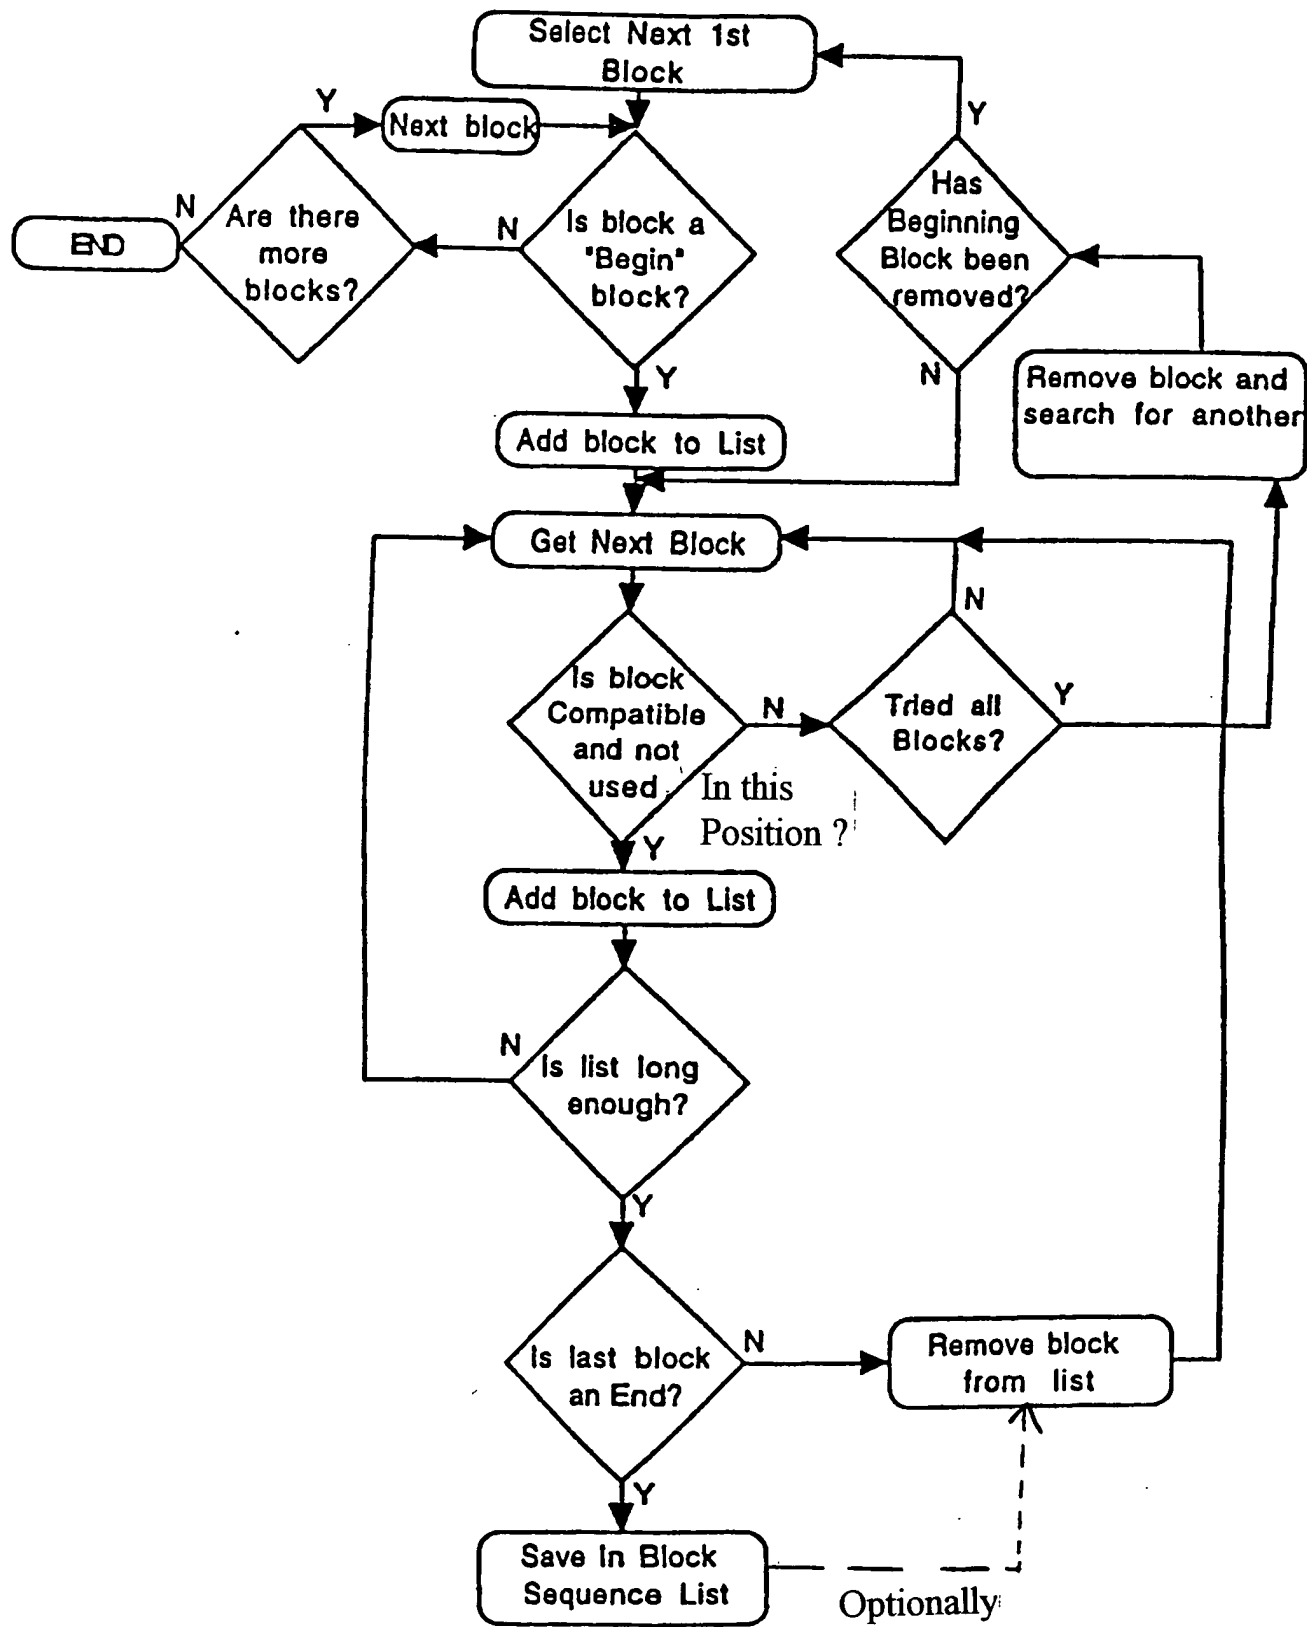 Select Next 1st
Block
Y
Next block
Y
Has
Beginning
Block been
removed?
N
Are there
more
blocks?
END
N
Is block a
"Begin"
block?
Y
N
Remove block and
search for another
Add block to List
Get Next Block
N
Is block
Compatible
and not
used
N
Tried all
Blocks?
Y
In this
Position ?
Y
Add block to List
N
Is list long
enough?
Y
Is last block
an End?
N
Remove block
from list
Y
Save in Block
Sequence List
Optionally